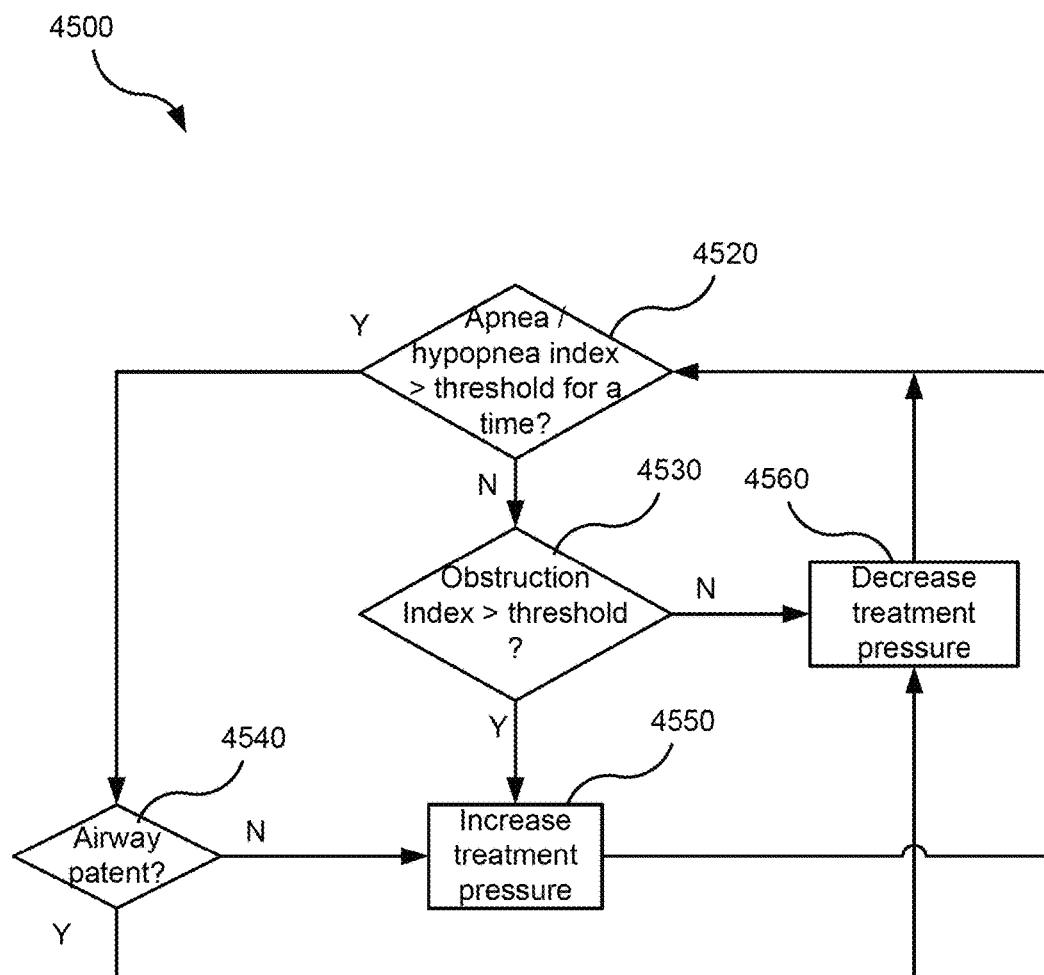 4500
4520
Y
Apnea /
hypopnea index
> threshold for a
time?
N
4530
4560
Obstruction
Index > threshold
?
N
Decrease
treatment
pressure
Y
4550
4540
Airway
patent?
N
Increase
treatment
pressure
Y